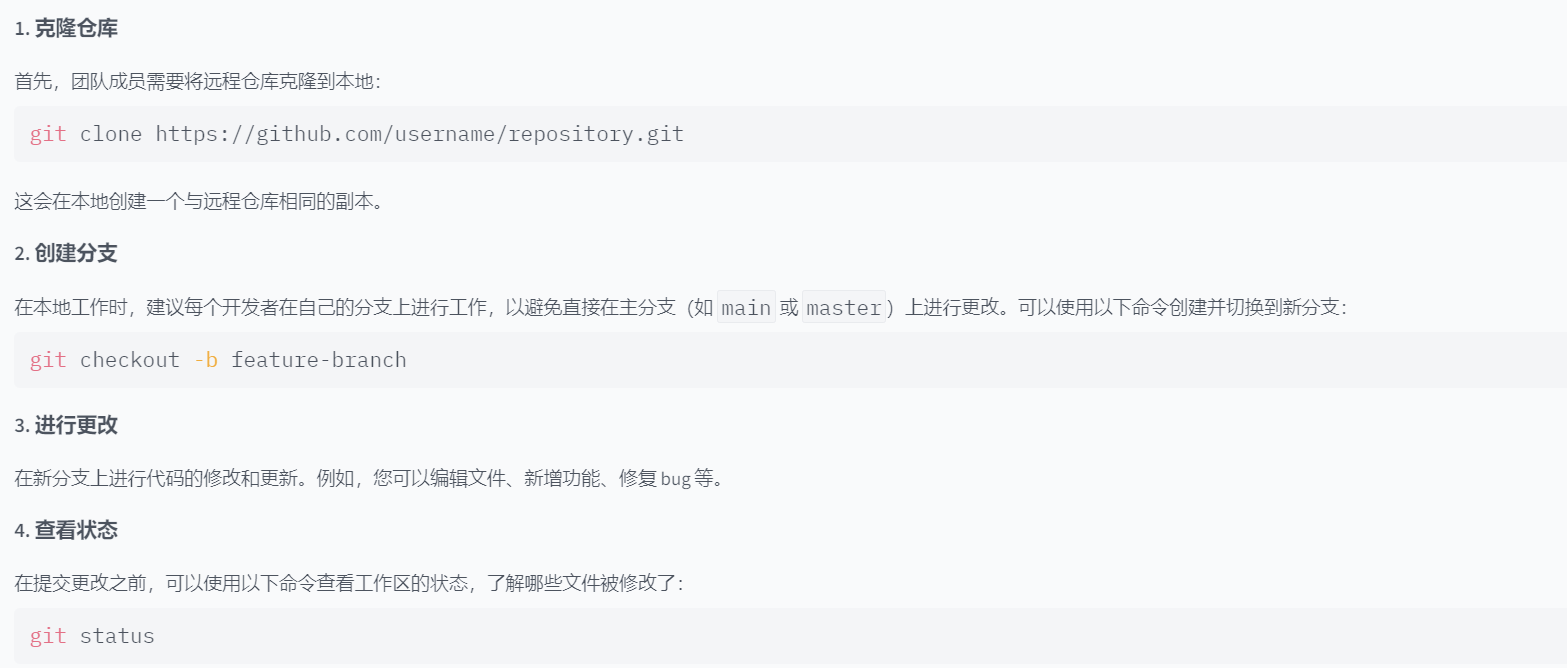 1. 克隆仓库
首先，团队成员需要将远程仓库克隆到本地：
git clone https://github.com/username/repository.git
这会在本地创建一个与远程仓库相同的副本。
2. 创建分支
在本地工作时，建议每个开发者在自己的分支上进行工作，以避免直接在主分支（如 main 或 master）上进行更改。可以使用以下命令创建并切换到新分支：
git checkout -b feature-branch
3. 进行更改
在新分支上进行代码的修改和更新。例如，您可以编辑文件、新增功能、修复 bug 等。
4. 查看状态
在提交更改之前，可以使用以下命令查看工作区的状态，了解哪些文件被修改了：
git status